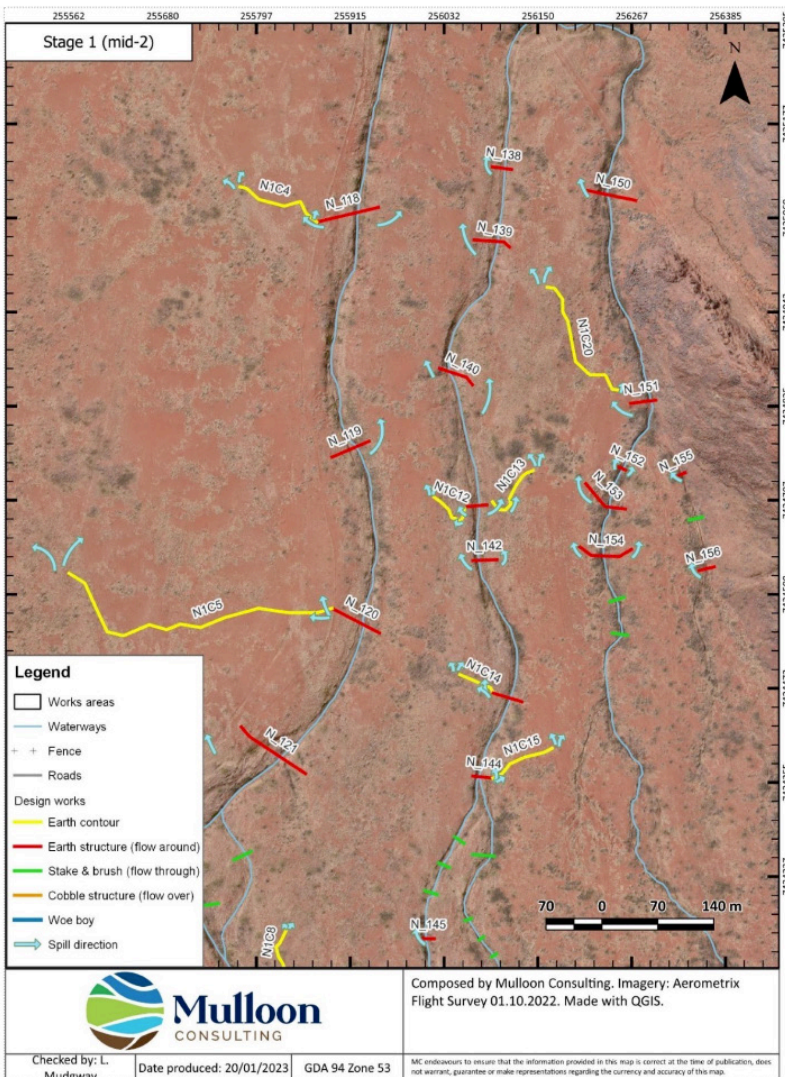 255562 255680 255797 255915 256032 256150 256267 256385
Stage 1 (mid-2)
N
N_138
N1C4
N_118
N_150
N_139
N1C20
N_140
N_151
N_119
N_152
N_155
N1C13
N1C12
N_153
N_142
N_154
N_156
N1C5
N_120
N1C14
N_121
N1C15
N_144
N_145
N1C8
Legend
Works areas
Waterways
Fence
Roads
Design works
Earth contour
Earth structure (flow around)
Stake & brush (flow through)
Cobble structure (flow over)
Woe boy
Spill direction
70 0 70 140 m
Mulloon
CONSULTING
Composed by Mulloon Consulting. Imagery: Aerometrix
Flight Survey 01.10.2022. Made with QGIS.
Checked by: L.
Mudgway
Date produced: 20/01/2023
GDA 94 Zone 53
MC endeavours to ensure that the information provided in this map is correct at the time of publication, does
not warrant, guarantee or make representations regarding the currency and accuracy of this map.